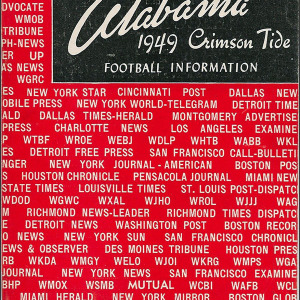 DVOCATE
WMOB
TRIBUNE
PH-NEWS
ER UP
AS NEWS
WGRC
Alabama
1949 Crimson Tide
FOOTBALL INFORMATION
ES NEW YORK STAR CINCINNATI POST DALLAS NEW
OBILE PRESS NEW YORK WORLD-TELEGRAM DETROIT TIME
ALD DALLAS TIMES-HERALD MONTGOMERY ADVERTISE
PRESS CHARLOTTE NEWS LOS ANGELES EXAMINE
P WTBF WROE WEBJ WDLP WHTB WABB WKL
ES DETROIT FREE PRESS SAN FRANCISCO CALL-BULLET
NGER NEW YORK JOURNAL-AMERICAN BOSTON POS
S HOUSTON CHRONICLE PENSACOLA JOURNAL MIAMI NEW
STATE TIMES LOUISVILLE TIMES ST. LOUIS POST-DISPATC
WDOD WGWC WXAL WJHO WROL WJJJ WAG
M RICHMOND NEWS-LEADER RICHMOND TIMES DISPATC
E DETROIT NEWS WASHINGTON POST BOSTON RECOR
D NEWS NEW YORK SUN SAN FRANCISCO CHRONIC
EWS & OBSERVER DES MOINES TRIBUNE HOUSTON PRES
RB WKDA WMGY WELO WJOI WKRG WMPS WGA
JOURNAL NEW YORK NEWS SAN FRANCISCO EXAMINE
BHP WMOX WSMB MUTUAL WCBI WAFB WCL
L MIAMI HERALD NEW YORK MIRROR BOSTON GLOB